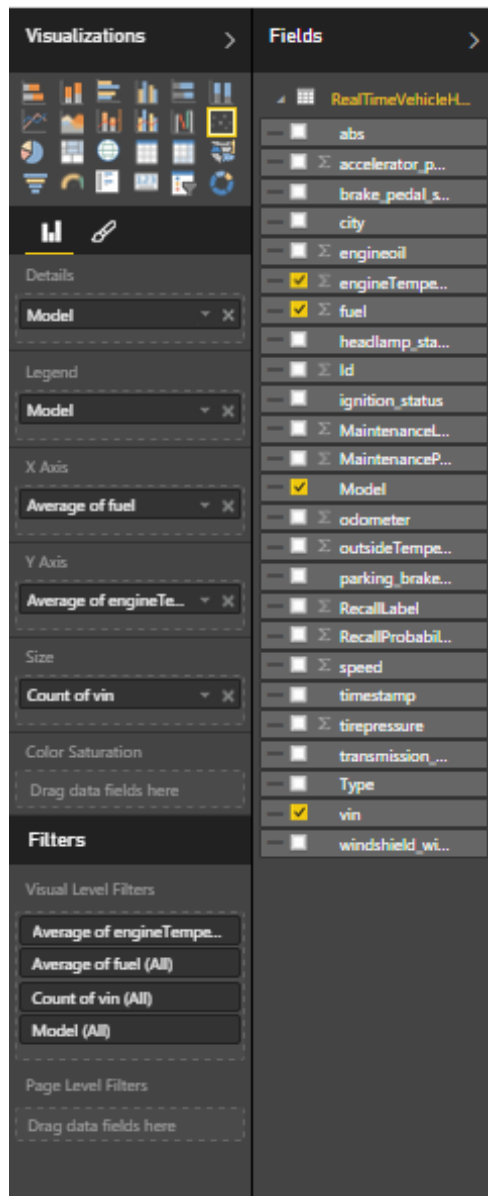 Visualizations
Details
Model
Legend
Model
X Axis
Average of fuel
Y Axis
Average of engineTe...
Size
Count of vin
Color Saturation
Drag data fields here
Filters
Visual Level Filters
Average of engineTempe...
Average of fuel (All)
Count of vin (All)
Model (All)
Page Level Filters
Drag data fields here
Fields
RealTimeVehicleH...
abs
accelerator_p...
brake_pedal_s...
city
engineoil
engineTempe...
fuel
headlamp_sta...
Id
ignition_status
MaintenanceL...
MaintenanceP...
Model
odometer
outsideTempe...
parking_brake...
RecallLabel
RecallProbabil...
speed
timestamp
tirepressure
transmission_...
Type
vin
windshield_wi...